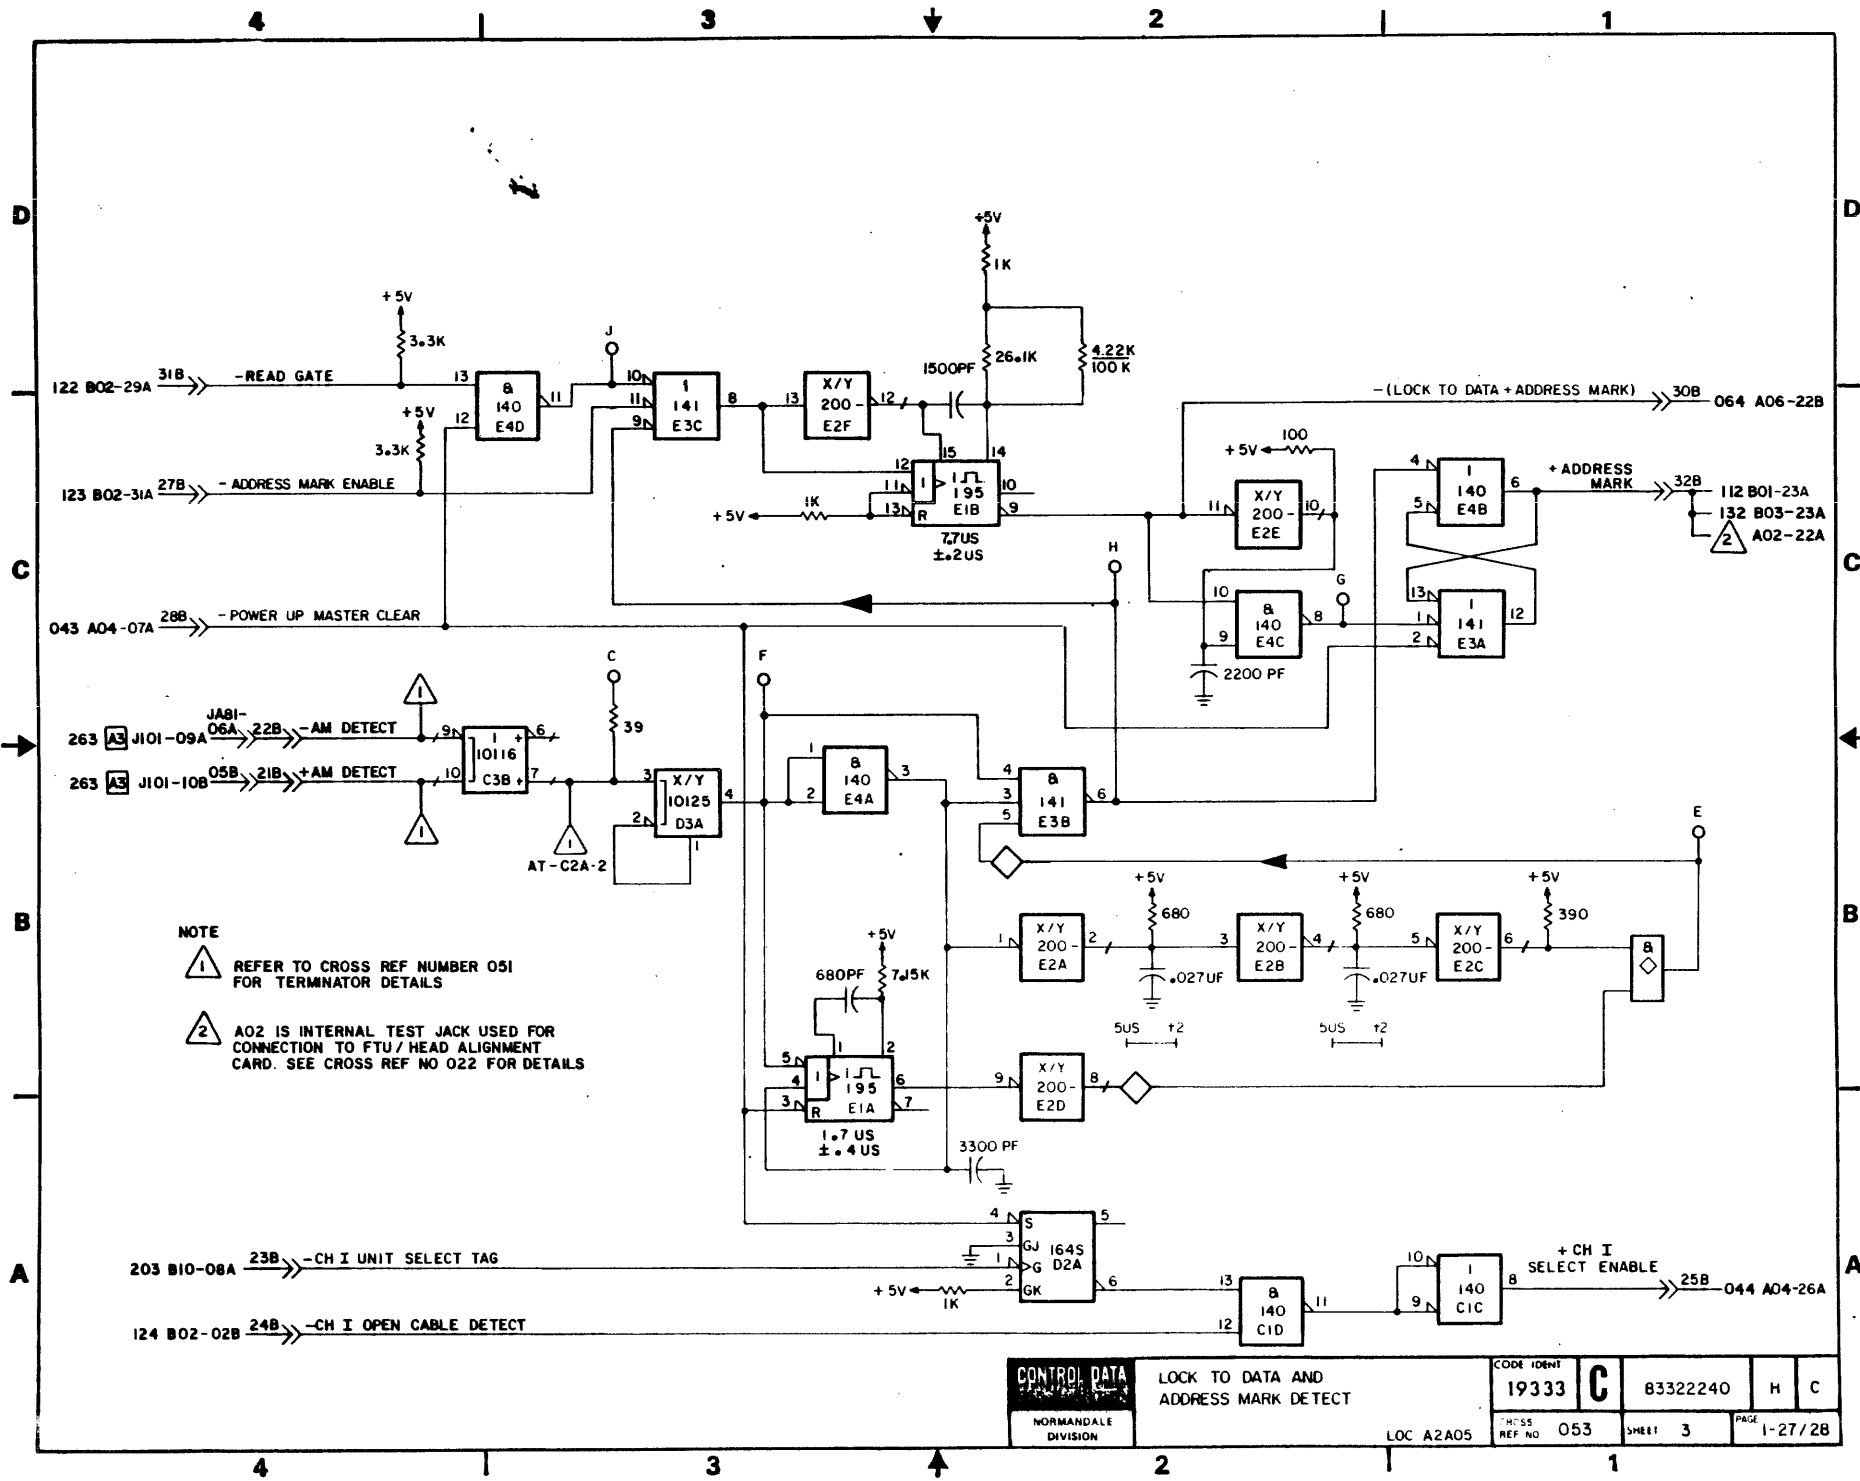 4 3 2 1
D D
+5V
1K
+5V
3.3K
J
26.1K
4.22K
100K
1500PF
122 B02-29A 31B -READ GATE
13 & 11
140
12 E4D
10 1 8
11 141
9 E3C
13 X/Y 12
200-
E2F
-(LOCK TO DATA + ADDRESS MARK) 30B 064 A06-22B
+5V
3.3K
15 14
12 1 1 10
11 195
13 R E1B 9
7.7US
±.2US
+5V 1K
+5V 100
11 X/Y 10
200-
E2E
4 1 6
140
5 E4B
+ADDRESS
MARK
32B 112 B01-23A
132 B03-23A
2 A02-22A
123 B02-31A 27B -ADDRESS MARK ENABLE
C C
H
G
10 & 8
140
9 E4C
2200 PF
13 1 12
1 141
2 E3A
043 A04-07A 28B -POWER UP MASTER CLEAR
C
F
39
1
JA81-
263 A3 J101-09A 06A 22B -AM DETECT
263 A3 J101-10B 05B 21B +AM DETECT
1
9 1 + 6
10116
10 C3B + 7
1
AT-C2A-2
3 X/Y 4
10125
2 D3A
1
1 & 3
140
2 E4A
4 & 6
3 141
5 E3B
E
B B
NOTE
1 REFER TO CROSS REF NUMBER 051
FOR TERMINATOR DETAILS
2 A02 IS INTERNAL TEST JACK USED FOR
CONNECTION TO FTU/HEAD ALIGNMENT
CARD. SEE CROSS REF NO 022 FOR DETAILS
+5V
680
+5V
680
+5V
390
1 X/Y 2
200-
E2A
.027UF
3 X/Y 4
200-
E2B
.027UF
5 X/Y 6
200-
E2C
&
5US ±2
5US ±2
+5V
680PF 7.15K
1 2
5 1 1 6
4 195
3 R E1A 7
1.7 US
±.4US
9 X/Y 8
200-
E2D
3300 PF
4 S 5
3 GJ 164S
1 G D2A
2 GK 6
+5V 1K
A A
203 B10-08A 23B -CH I UNIT SELECT TAG
124 B02-02B 24B -CH I OPEN CABLE DETECT
13 & 11
140
12 C1D
10 1 8
140
9 C1C
+CH I
SELECT ENABLE
25B 044 A04-26A
CONTROL DATA
NORMANDALE
DIVISION
LOCK TO DATA AND
ADDRESS MARK DETECT
LOC A2A05
CODE IDENT
19333 C 83322240 H C
CROSS
REF NO 053 SHEET 3 PAGE 1-27/28
4 3 2 1